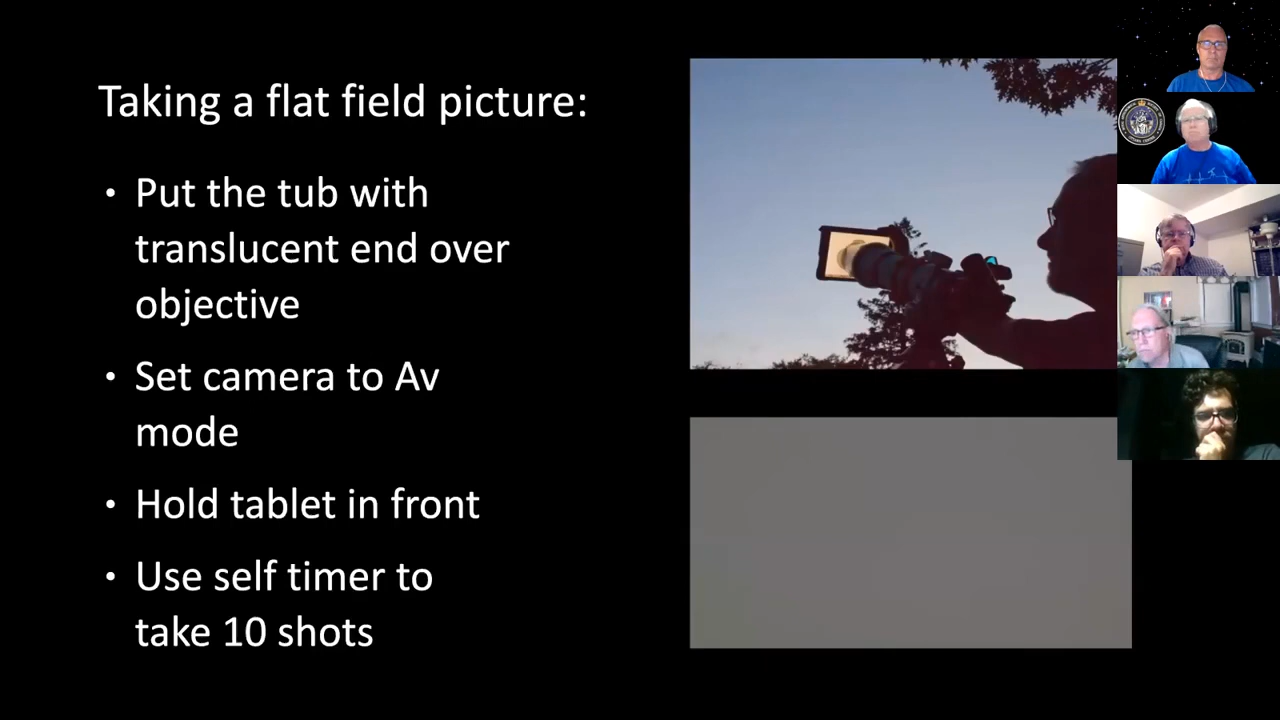 Taking a flat field picture:
• Put the tub with
translucent end over
objective
• Set camera to Av
mode
• Hold tablet in front
• Use self timer to
take 10 shots